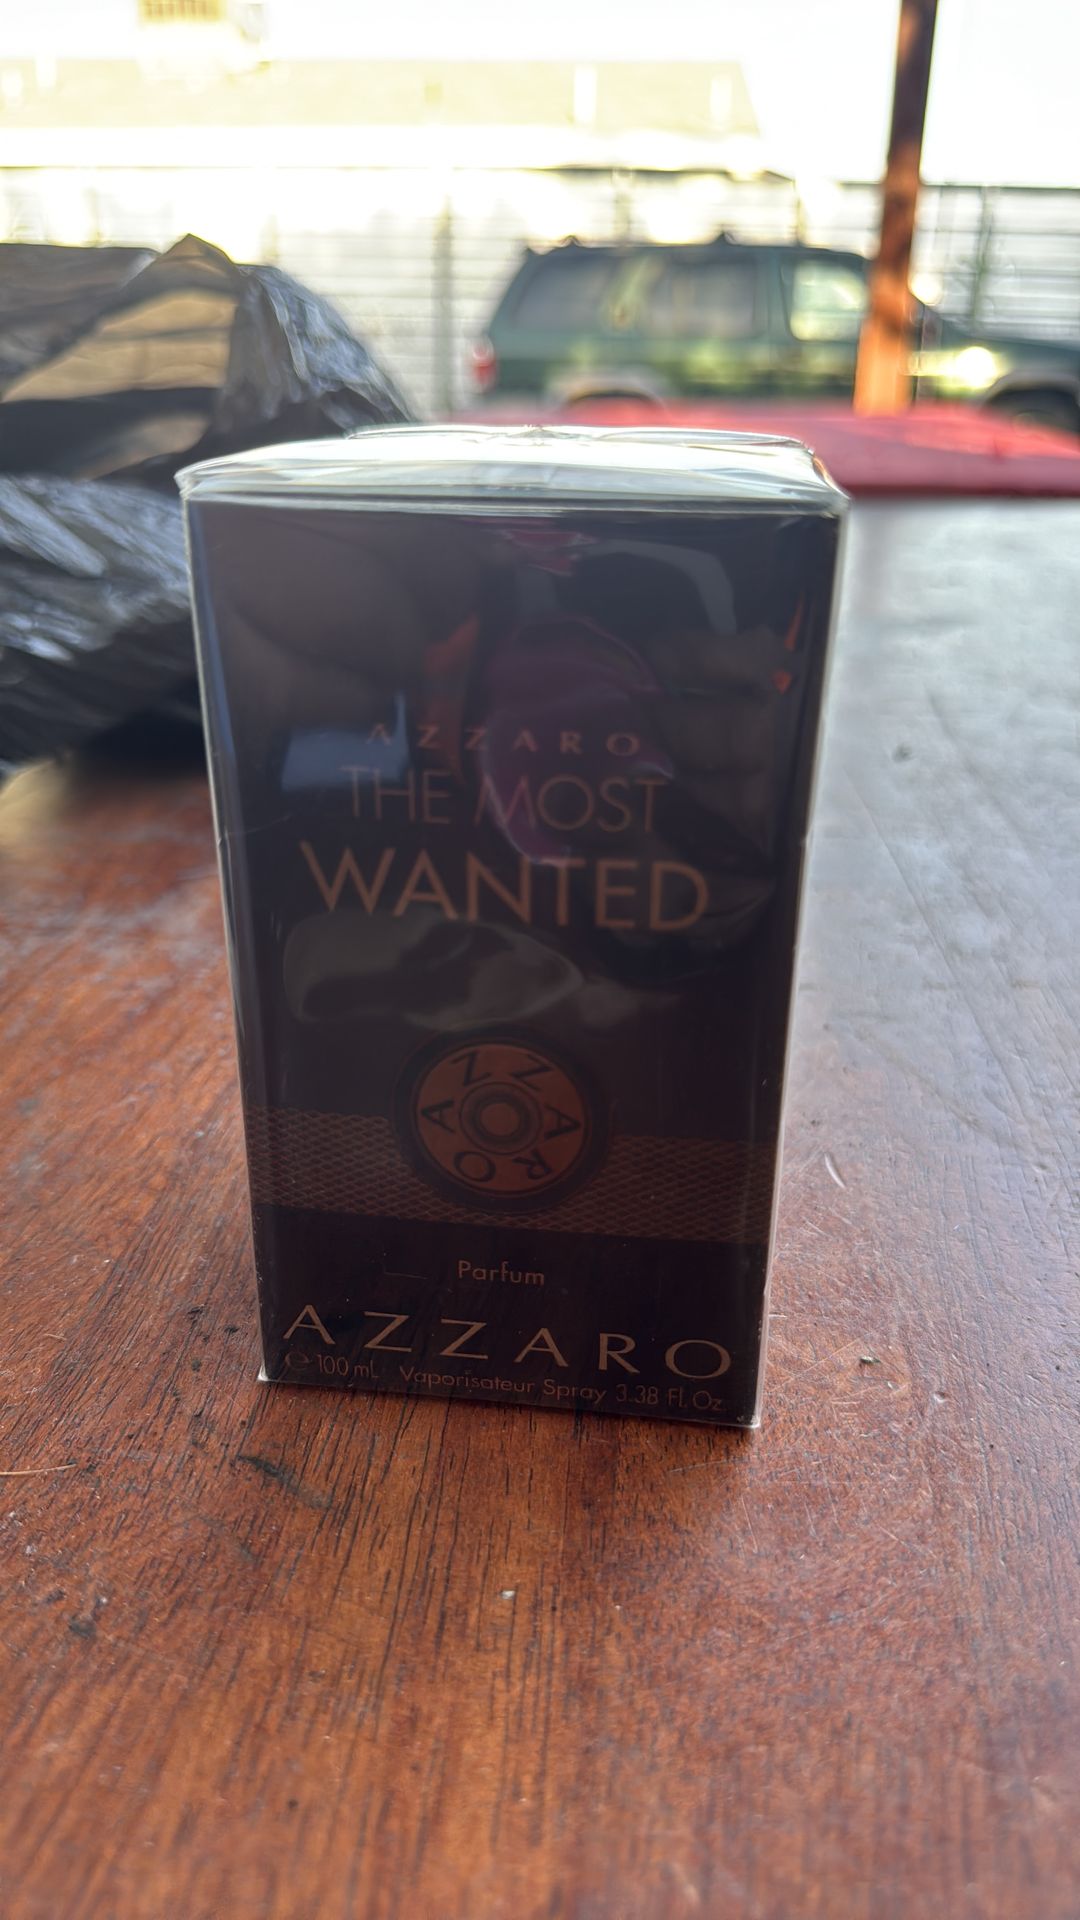 AZZARO
THE MOST
WANTED
AZZARO
Parfum
AZZARO
℮ 100 mL Vaporisateur Spray 3.38 Fl. Oz.